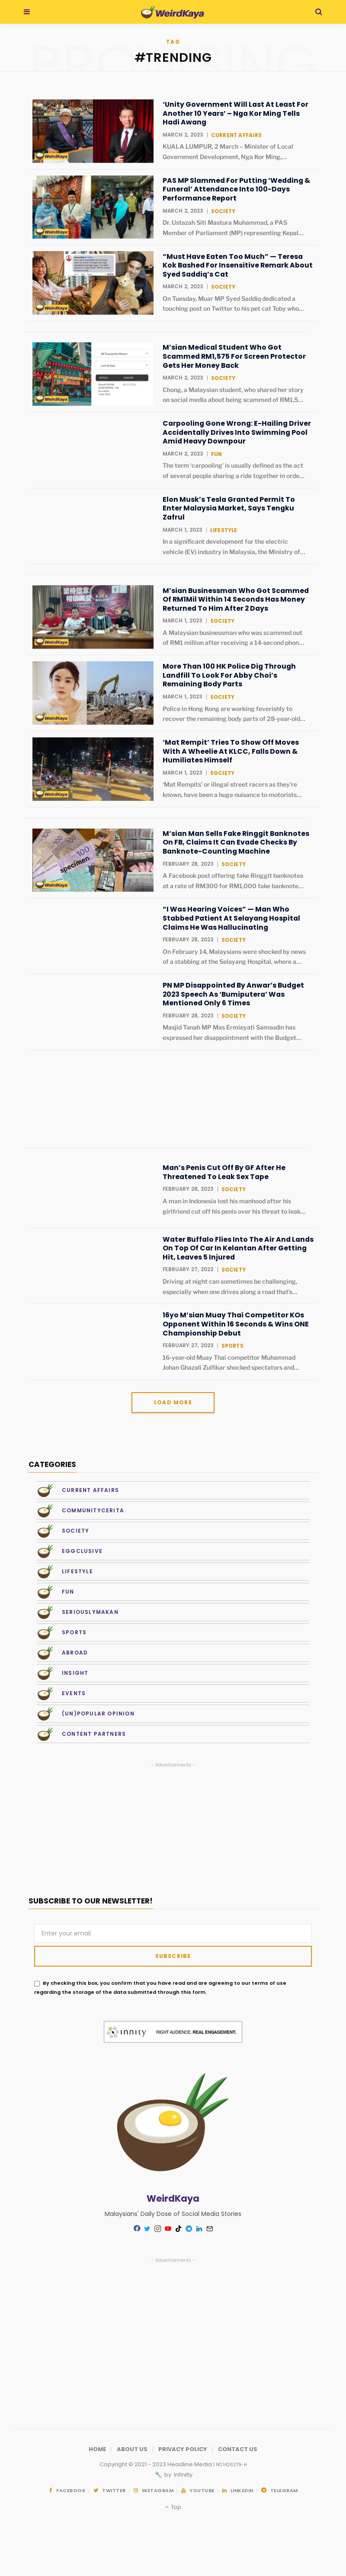 WeirdKaya
BROWSING
TAG
#TRENDING
WeirdKaya
'Unity Government Will Last At Least For
Another 10 Years' – Nga Kor Ming Tells
Hadi Awang
MARCH 2, 2023 | CURRENT AFFAIRS
KUALA LUMPUR, 2 March – Minister of Local
Government Development, Nga Kor Ming,...
WeirdKaya
PAS MP Slammed For Putting 'Wedding &
Funeral' Attendance Into 100-Days
Performance Report
MARCH 2, 2023 | SOCIETY
Dr. Ustazah Siti Mastura Muhammad, a PAS
Member of Parliament (MP) representing Kepal...
WeirdKaya
"Must Have Eaten Too Much" — Teresa
Kok Bashed For Insensitive Remark About
Syed Saddiq's Cat
MARCH 2, 2023 | SOCIETY
On Tuesday, Muar MP Syed Saddiq dedicated a
touching post on Twitter to his pet cat Toby who...
M'sian Medical Student Who Got
Scammed RM1,575 For Screen Protector
Gets Her Money Back
MARCH 2, 2023 | SOCIETY
Chong, a Malaysian student, who shared her story
on social media about being scammed of RM1,5...
Carpooling Gone Wrong: E-Hailing Driver
Accidentally Drives Into Swimming Pool
Amid Heavy Downpour
MARCH 2, 2023 | FUN
The term 'carpooling' is usually defined as the act
of several people sharing a ride together in orde...
Elon Musk's Tesla Granted Permit To
Enter Malaysia Market, Says Tengku
Zafrul
MARCH 1, 2023 | LIFESTYLE
In a significant development for the electric
vehicle (EV) industry in Malaysia, the Ministry of...
WeirdKaya
M'sian Businessman Who Got Scammed
Of RM1Mil Within 14 Seconds Has Money
Returned To Him After 2 Days
MARCH 1, 2023 | SOCIETY
A Malaysian businessman who was scammed out
of RM1 million after receiving a 14-second phon...
WeirdKaya
More Than 100 HK Police Dig Through
Landfill To Look For Abby Choi's
Remaining Body Parts
MARCH 1, 2023 | SOCIETY
Police in Hong Kong are working feverishly to
recover the remaining body parts of 28-year-old...
WeirdKaya
'Mat Rempit' Tries To Show Off Moves
With A Wheelie At KLCC, Falls Down &
Humiliates Himself
MARCH 1, 2023 | SOCIETY
'Mat Rempits' or illegal street racers as they're
known, have been a huge nuisance to motorists...
specimen
WeirdKaya
M'sian Man Sells Fake Ringgit Banknotes
On FB, Claims It Can Evade Checks By
Banknote-Counting Machine
FEBRUARY 28, 2023 | SOCIETY
A Facebook post offering fake Ringgit banknotes
at a rate of RM300 for RM1,000 fake banknote...
"I Was Hearing Voices" — Man Who
Stabbed Patient At Selayang Hospital
Claims He Was Hallucinating
FEBRUARY 28, 2023 | SOCIETY
On February 14, Malaysians were shocked by news
of a stabbing at the Selayang Hospital, where a...
PN MP Disappointed By Anwar's Budget
2023 Speech As 'Bumiputera' Was
Mentioned Only 6 Times
FEBRUARY 28, 2023 | SOCIETY
Masjid Tanah MP Mas Ermieyati Samsudin has
expressed her disappointment with the Budget...
Man's Penis Cut Off By GF After He
Threatened To Leak Sex Tape
FEBRUARY 28, 2023 | SOCIETY
A man in Indonesia lost his manhood after his
girlfriend cut off his penis over his threat to leak...
Water Buffalo Flies Into The Air And Lands
On Top Of Car In Kelantan After Getting
Hit, Leaves 5 Injured
FEBRUARY 27, 2023 | SOCIETY
Driving at night can sometimes be challenging,
especially when one drives along a road that's...
16yo M'sian Muay Thai Competitor KOs
Opponent Within 16 Seconds & Wins ONE
Championship Debut
FEBRUARY 27, 2023 | SPORTS
16-year-old Muay Thai competitor Muhammad
Johan Ghazali Zulfikar shocked spectators and...
LOAD MORE
CATEGORIES
CURRENT AFFAIRS
COMMUNITYCERITA
SOCIETY
EGGCLUSIVE
LIFESTYLE
FUN
SERIOUSLYMAKAN
SPORTS
ABROAD
INSIGHT
EVENTS
(UN)POPULAR OPINION
CONTENT PARTNERS
- Advertisements -
SUBSCRIBE TO OUR NEWSLETTER!
Enter your email
SUBSCRIBE
By checking this box, you confirm that you have read and are agreeing to our terms of use
regarding the storage of the data submitted through this form.
innity RIGHT AUDIENCE. REAL ENGAGEMENT.
WeirdKaya
Malaysians' Daily Dose of Social Media Stories
- Advertisements -
HOME | ABOUT US | PRIVACY POLICY | CONTACT US
Copyright © 2021 - 2023 Headline Media
🔧 by infinity
FACEBOOK TWITTER INSTAGRAM YOUTUBE LINKEDIN TELEGRAM
Top